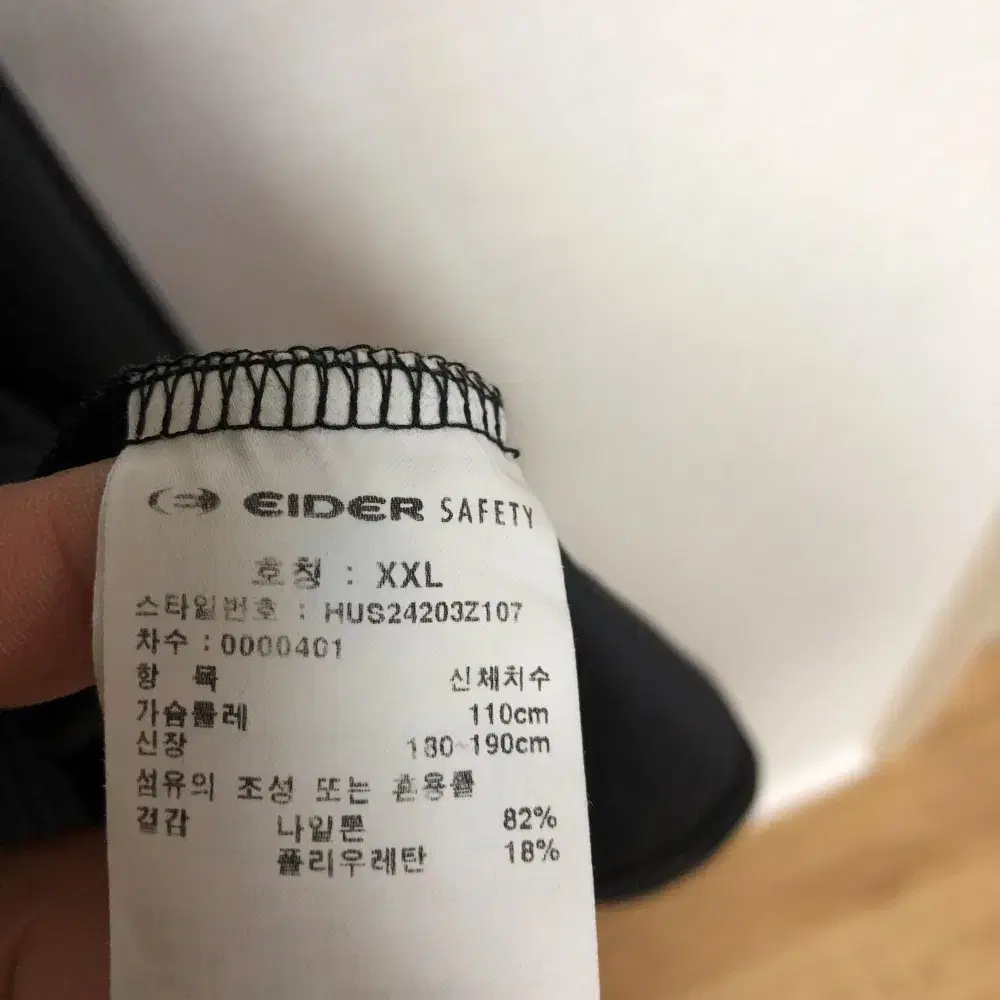 EIDER SAFETY
호칭 : XXL
스타일번호 : HUS24203Z107
차수 : 0000401
항 목 신체치수
가슴둘레 110cm
신장 180~190cm
섬유의 조성 또는 혼용률
겉감 나일론 82%
폴리우레탄 18%